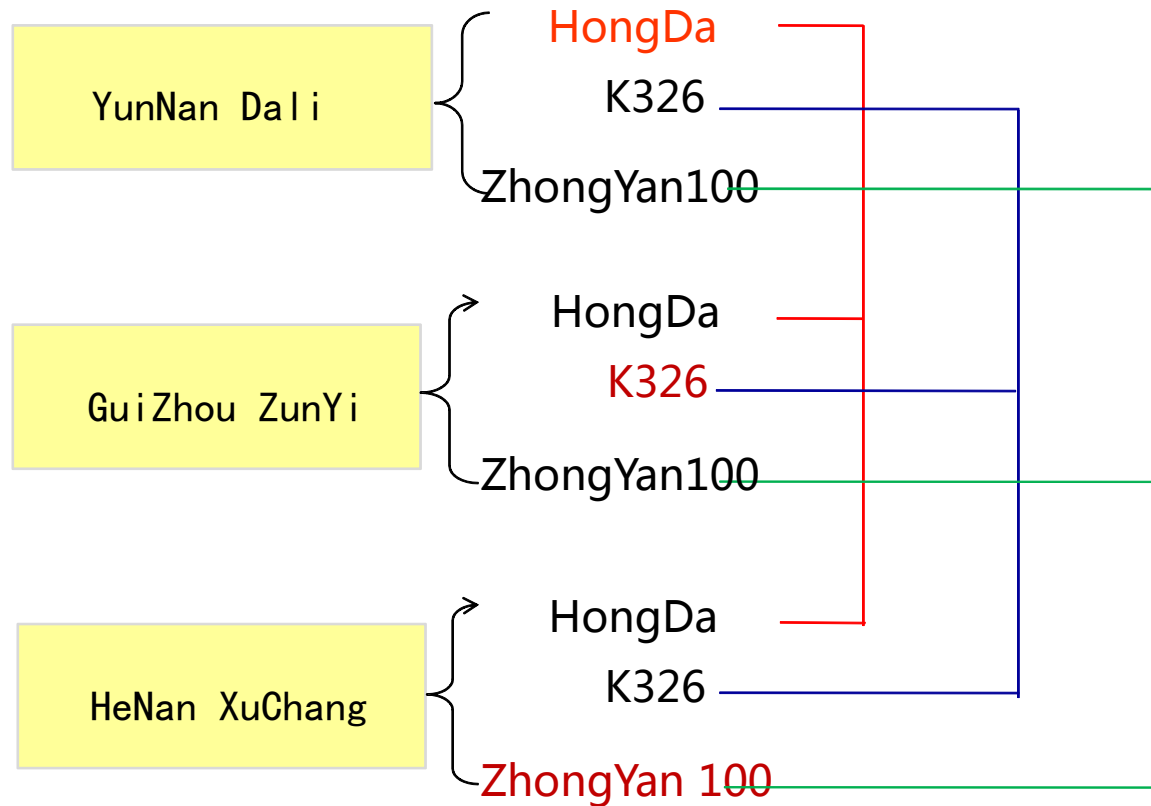 HongDa
K326
YunNan Dali
ZhongYan100
HongDa
K326
GuiZhou ZunYi
ZhongYan100
HongDa
K326
HeNan XuChang
ZhongYan 100